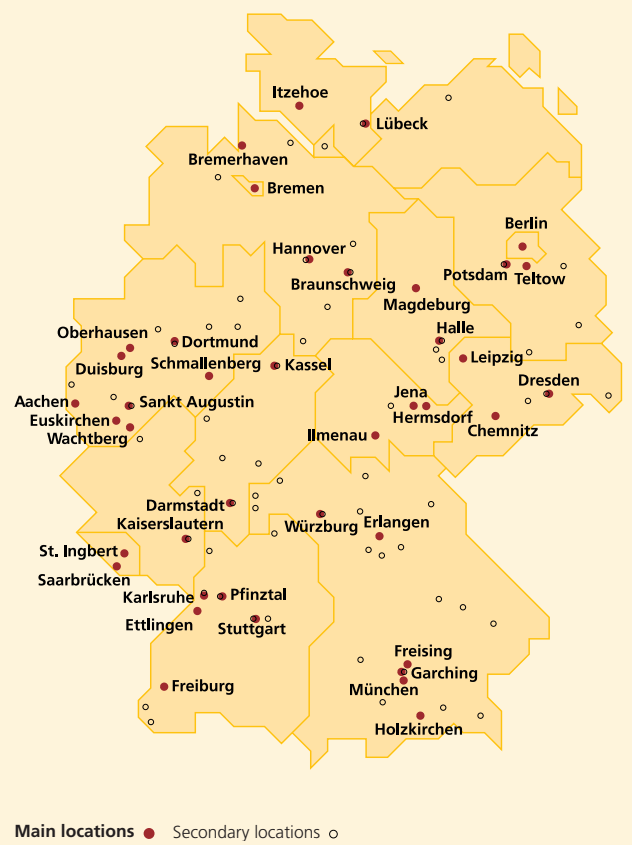 Itzehoe
Lübeck
Bremerhaven
Bremen
Berlin
Hannover
Potsdam
Teltow
Braunschweig
Magdeburg
Oberhausen
Dortmund
Halle
Duisburg
Schmallenberg
Kassel
Leipzig
Dresden
Aachen
Sankt Augustin
Jena
Euskirchen
Hermsdorf
Wachtberg
Ilmenau
Chemnitz
Darmstadt
Kaiserslautern
Würzburg
Erlangen
St. Ingbert
Saarbrücken
Karlsruhe
Pfinztal
Ettlingen
Stuttgart
Freising
Garching
München
Freiburg
Holzkirchen
Main locations
Secondary locations